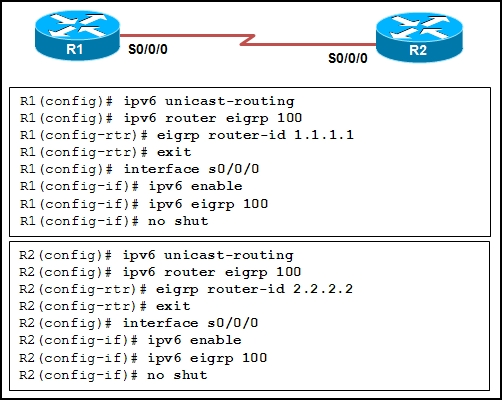 R1
S0/0/0
S0/0/0
R2
R1(config)# ipv6 unicast-routing
R1(config)# ipv6 router eigrp 100
R1(config-rtr)# eigrp router-id 1.1.1.1
R1(config-rtr)# exit
R1(config)# interface s0/0/0
R1(config-if)# ipv6 enable
R1(config-if)# ipv6 eigrp 100
R1(config-if)# no shut
R2(config)# ipv6 unicast-routing
R2(config)# ipv6 router eigrp 100
R2(config-rtr)# eigrp router-id 2.2.2.2
R2(config-rtr)# exit
R2(config)# interface s0/0/0
R2(config-if)# ipv6 enable
R2(config-if)# ipv6 eigrp 100
R2(config-if)# no shut